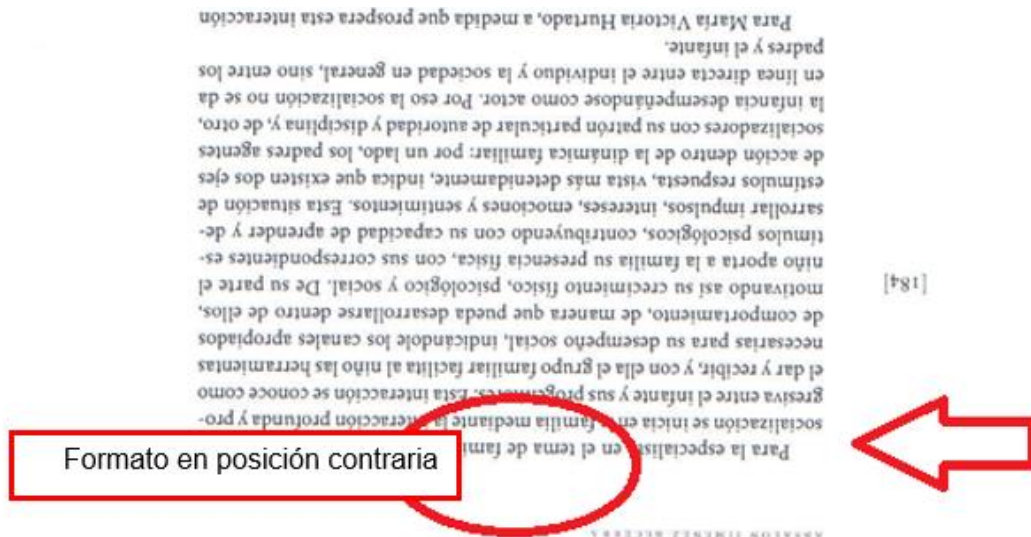 Para la especialista en el tema de
socialización se inicia en la familia mediante la interacción profunda y pro-
gresiva entre el infante y sus progenitores. Esta interacción se conoce como
el dar y recibir, y con ella el grupo familiar facilita al niño las herramientas
necesarias para su desempeño social, indicándole los canales apropiados
de comportamiento, de manera que pueda desarrollarse dentro de ellos,
motivando así su crecimiento físico, psicológico y social. De su parte el
niño aporta a la familia su presencia física, con sus correspondientes es-
tímulos psicológicos, contribuyendo con su capacidad de aprender y de-
sarrollar impulsos, intereses, emociones y sentimientos. Esta situación de
estímulos respuesta, vista más detenidamente, indica que existen dos ejes
de acción dentro de la dinámica familiar: por un lado, los padres agentes
socializadores con su patrón particular de autoridad y disciplina y, de otro,
la infancia desempeñándose como actor. Por eso la socialización no se da
en línea directa entre el individuo y la sociedad en general, sino entre los
padres y el infante.
Para María Victoria Hurtado, a medida que prospera esta interacción
[184]
Formato en posición contraria